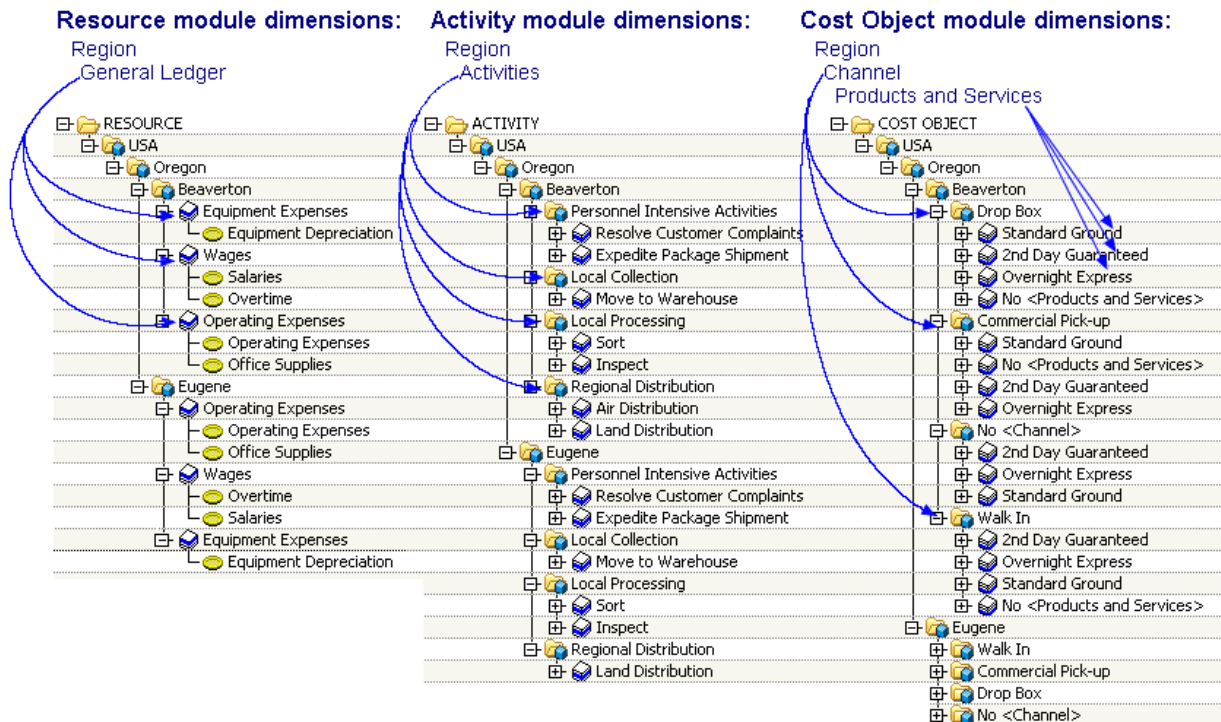 Resource module dimensions:
Region
General Ledger
RESOURCE
USA
Oregon
Beaverton
Equipment Expenses
Equipment Depreciation
Wages
Salaries
Overtime
Operating Expenses
Operating Expenses
Office Supplies
Eugene
Operating Expenses
Operating Expenses
Office Supplies
Wages
Overtime
Salaries
Equipment Expenses
Equipment Depreciation
Activity module dimensions:
Region
Activities
ACTIVITY
USA
Oregon
Beaverton
Personnel Intensive Activities
Resolve Customer Complaints
Expedite Package Shipment
Local Collection
Move to Warehouse
Local Processing
Sort
Inspect
Regional Distribution
Air Distribution
Land Distribution
Eugene
Personnel Intensive Activities
Resolve Customer Complaints
Expedite Package Shipment
Local Collection
Move to Warehouse
Local Processing
Sort
Inspect
Regional Distribution
Land Distribution
Cost Object module dimensions:
Region
Channel
Products and Services
COST OBJECT
USA
Oregon
Beaverton
Drop Box
Standard Ground
2nd Day Guaranteed
Overnight Express
No <Products and Services>
Commercial Pick-up
Standard Ground
No <Products and Services>
2nd Day Guaranteed
Overnight Express
No <Channel>
2nd Day Guaranteed
Overnight Express
Standard Ground
Walk In
2nd Day Guaranteed
Overnight Express
Standard Ground
No <Products and Services>
Eugene
Walk In
Commercial Pick-up
Drop Box
No <Channel>